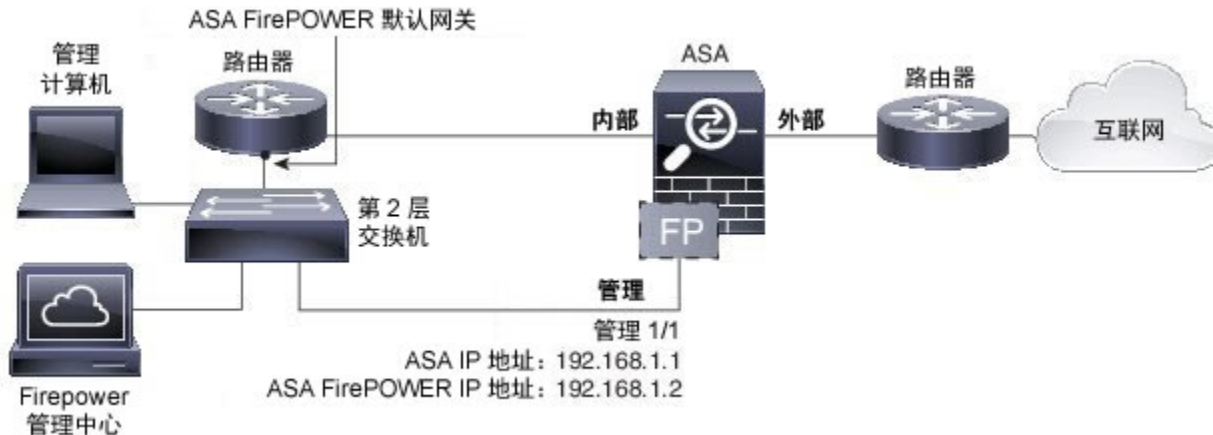 ASA FirePOWER 默认网关
管理
计算机
路由器
ASA
路由器
内部
外部
互联网
第 2 层
交换机
FP
管理
管理 1/1
ASA IP 地址：192.168.1.1
ASA FirePOWER IP 地址：192.168.1.2
Firepower
管理中心